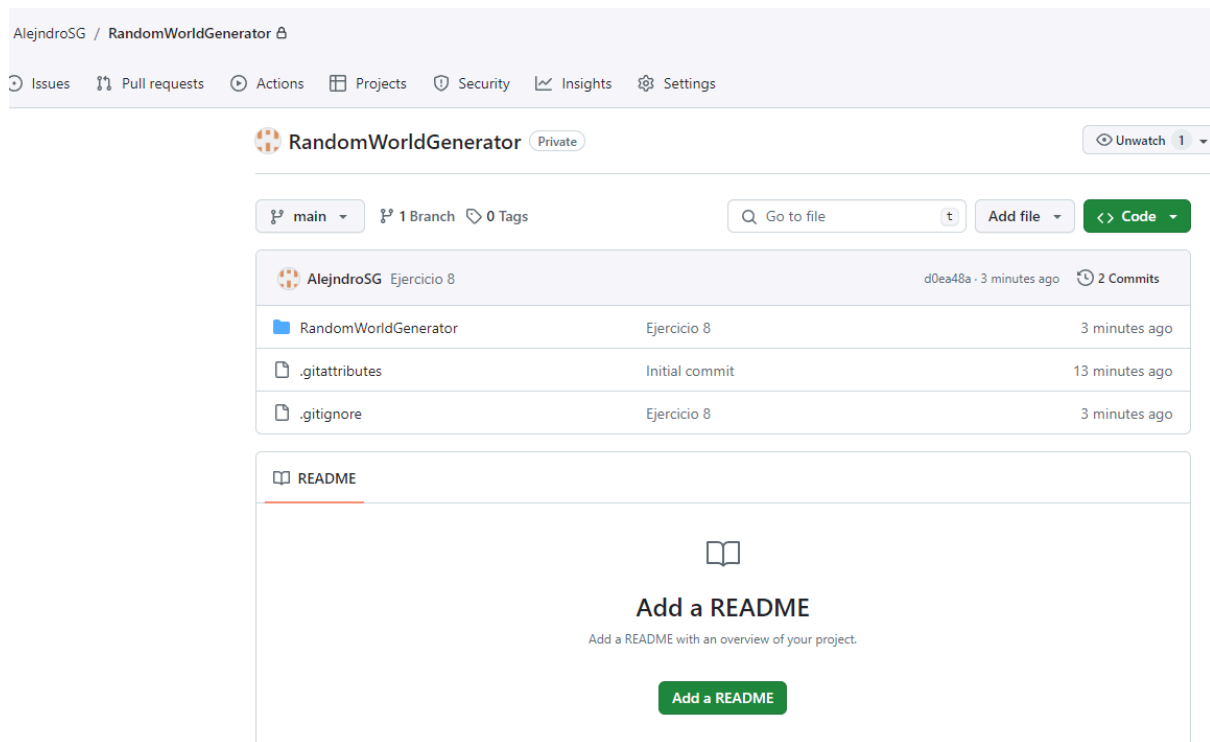 AlejndroSG / RandomWorldGenerator
Issues Pull requests Actions Projects Security Insights Settings
RandomWorldGenerator Private Unwatch 1
main 1 Branch 0 Tags Go to file t Add file Code
AlejndroSG Ejercicio 8 d0ea48a · 3 minutes ago 2 Commits
RandomWorldGenerator Ejercicio 8 3 minutes ago
.gitattributes Initial commit 13 minutes ago
.gitignore Ejercicio 8 3 minutes ago
README
Add a README
Add a README with an overview of your project.
Add a README